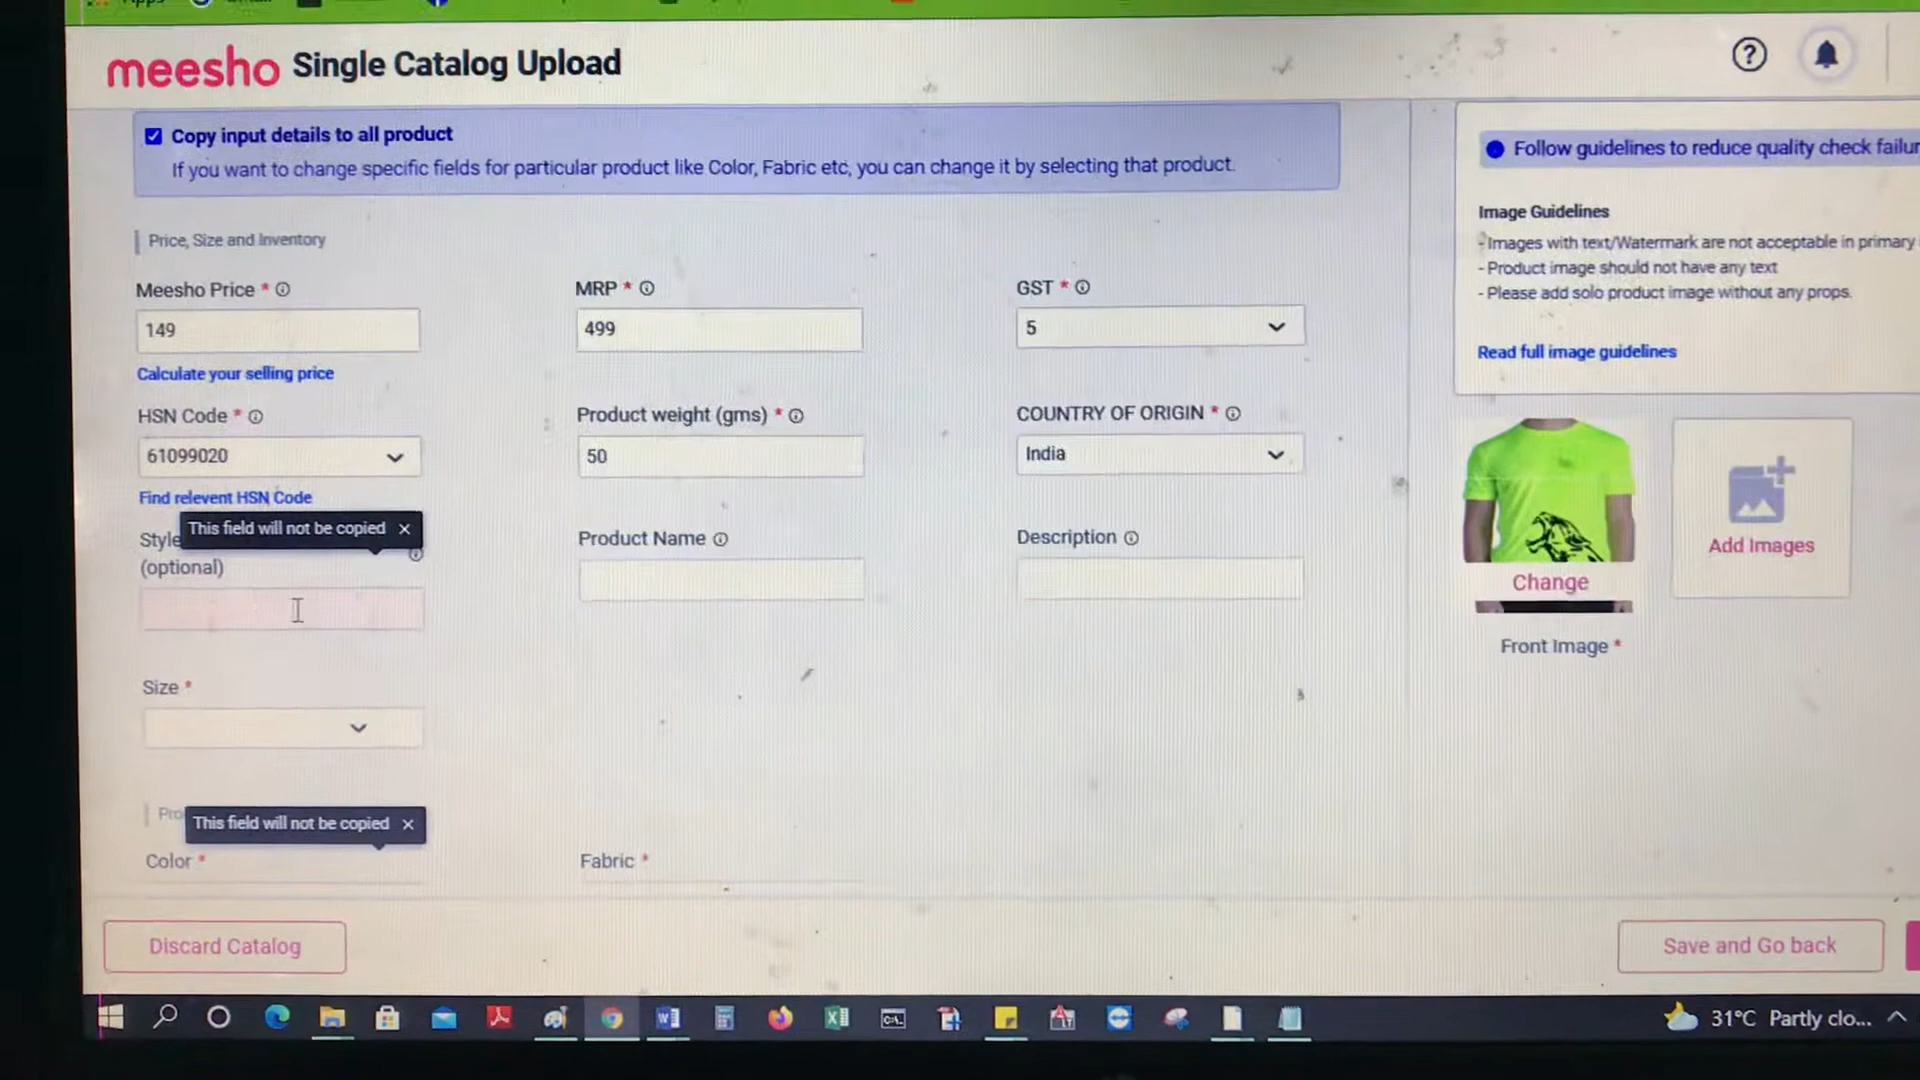 meesho Single Catalog Upload
Copy input details to all product
If you want to change specific fields for particular product like Color, Fabric etc, you can change it by selecting that product.
Follow guidelines to reduce quality check failur
Image Guidelines
- Images with text/Watermark are not acceptable in primary
- Product image should not have any text
- Please add solo product image without any props.
Read full image guidelines
Price, Size and Inventory
Meesho Price *
MRP *
GST *
149
499
5
Calculate your selling price
HSN Code *
Product weight (gms) *
COUNTRY OF ORIGIN *
61099020
50
India
Find relevent HSN Code
This field will not be copied ×
Style
(optional)
Product Name
Description
Change
Add Images
Front Image *
Size *
This field will not be copied ×
Pro
Color *
Fabric *
Discard Catalog
Save and Go back
31°C Partly clo...